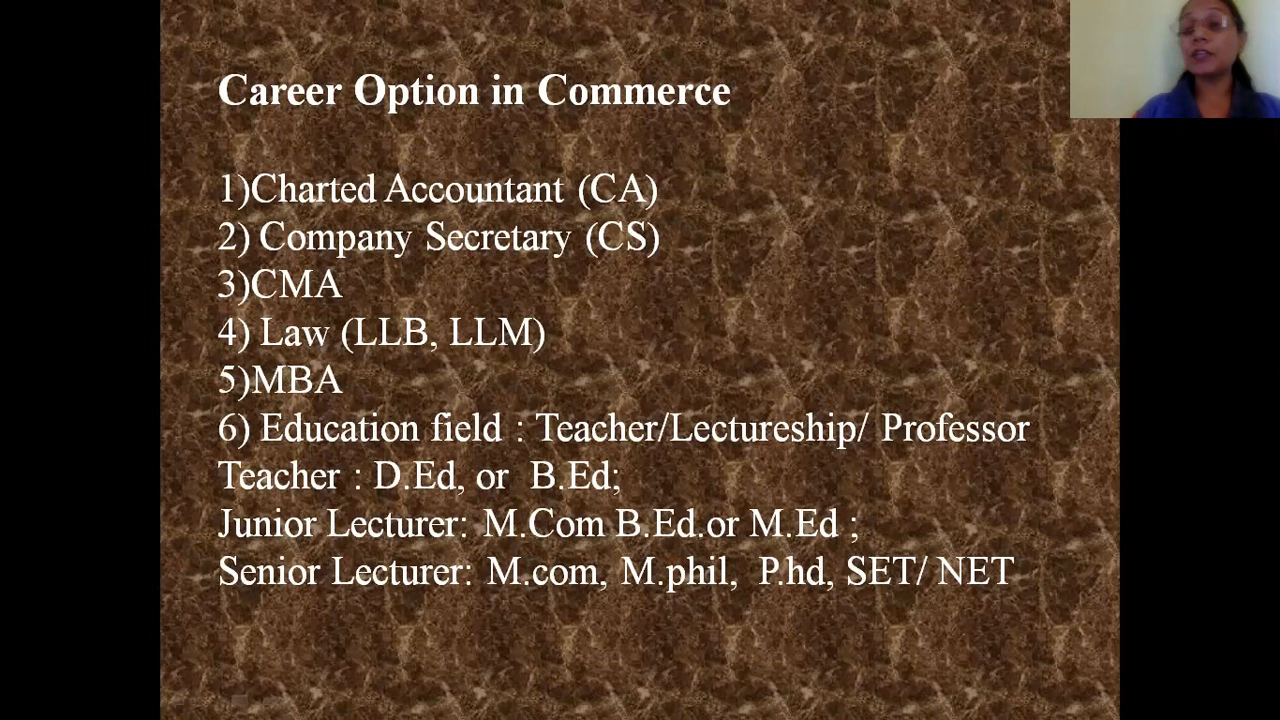 Career Option in Commerce
1)Charted Accountant (CA)
2) Company Secretary (CS)
3)CMA
4) Law (LLB, LLM)
5)MBA
6) Education field : Teacher/Lectureship/ Professor
Teacher : D.Ed, or B.Ed;
Junior Lecturer: M.Com B.Ed.or M.Ed ;
Senior Lecturer: M.com, M.phil, P.hd, SET/ NET